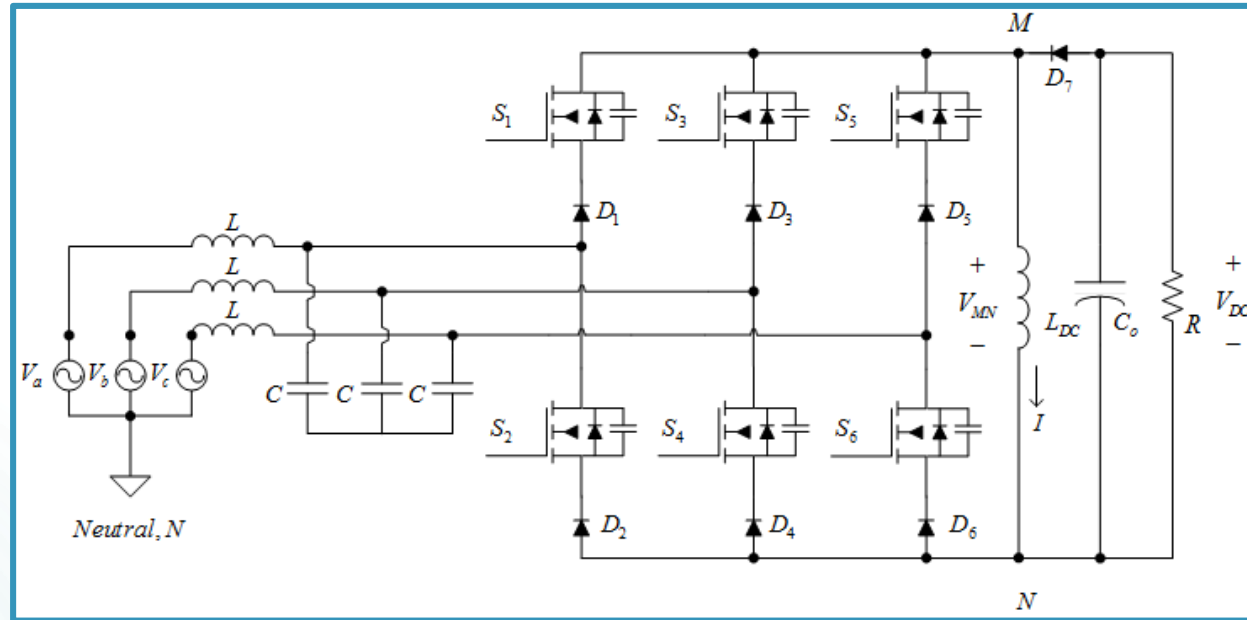 M
D7
S1
S3
S5
D1
D3
D5
L
L
L
+
VMN
−
LDC
Co
R
+
VDC
−
I
Va
Vb
Vc
C
C
C
S2
S4
S6
D2
D4
D6
Neutral, N
N